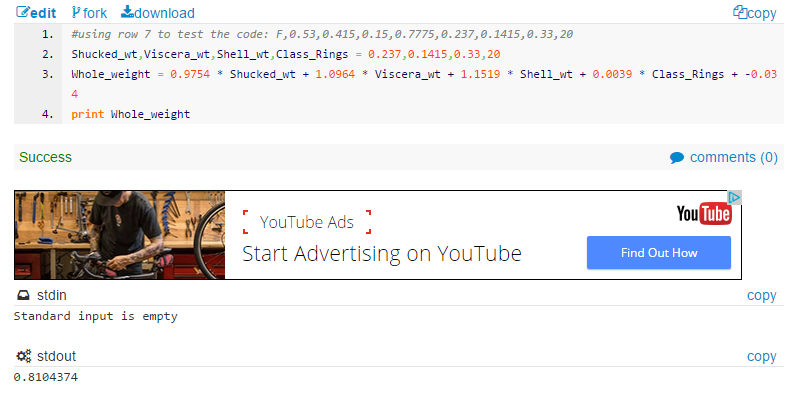 edit fork download copy
1. #using row 7 to test the code: F,0.53,0.415,0.15,0.7775,0.237,0.1415,0.33,20
2. Shucked_wt,Viscera_wt,Shell_wt,Class_Rings = 0.237,0.1415,0.33,20
3. Whole_weight = 0.9754 * Shucked_wt + 1.0964 * Viscera_wt + 1.1519 * Shell_wt + 0.0039 * Class_Rings + -0.03
4
4. print Whole_weight
Success comments (0)
YouTube Ads
YouTube
Start Advertising on YouTube
Find Out How
stdin copy
Standard input is empty
stdout copy
0.8104374